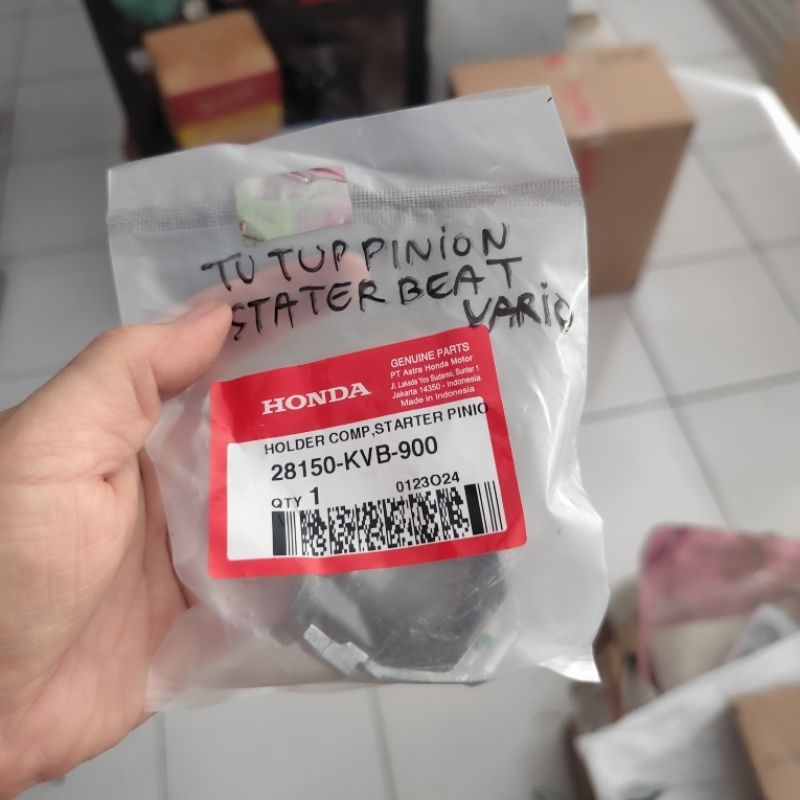 TUTUP PINION
STATER BEAT
VARIO
HONDA
GENUINE PARTS
PT Astra Honda Motor
Jl. Laksda Yos Sudarso, Sunter 1
Jakarta 14350 - Indonesia
Made in Indonesia
HOLDER COMP,STARTER PINIO
28150-KVB-900
QTY 1
0123O24